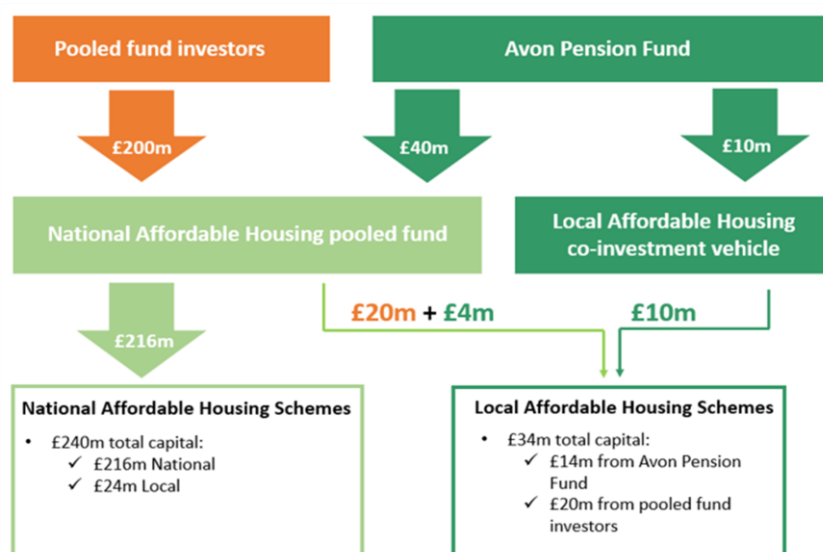 Pooled fund investors
Avon Pension Fund
£200m
£40m
£10m
National Affordable Housing pooled fund
Local Affordable Housing
co-investment vehicle
£20m + £4m
£10m
£216m
National Affordable Housing Schemes
• £240m total capital:
✓ £216m National
✓ £24m Local
Local Affordable Housing Schemes
• £34m total capital:
✓ £14m from Avon Pension
Fund
✓ £20m from pooled fund
investors